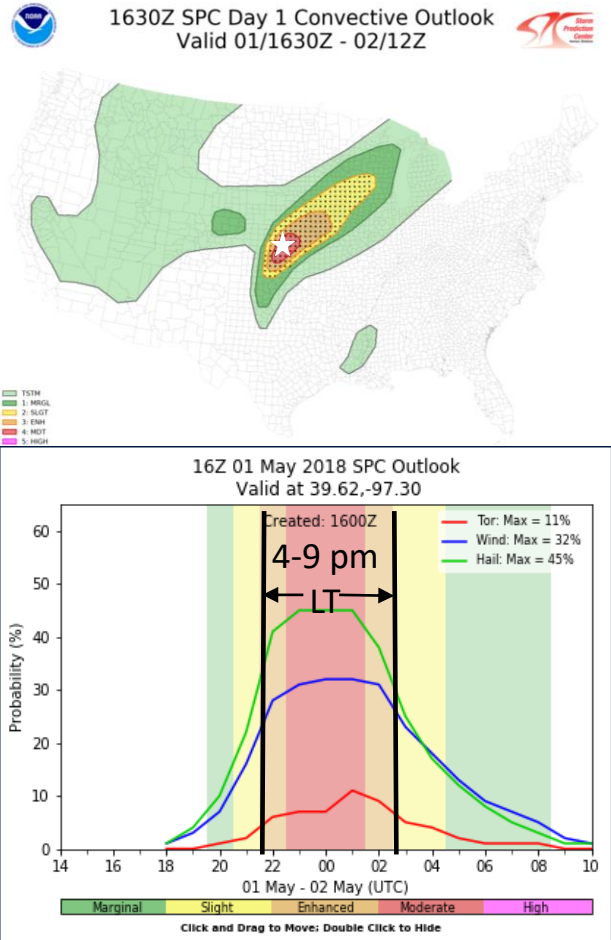 1630Z SPC Day 1 Convective Outlook
Valid 01/1630Z - 02/12Z
NOAA
Storm
Prediction
Center
TSTM
1: MRGL
2: SLGT
3: ENH
4: MDT
5: HIGH
16Z 01 May 2018 SPC Outlook
Valid at 39.62,-97.30
Created: 1600Z
Tor: Max = 11%
Wind: Max = 32%
Hail: Max = 45%
4-9 pm
LT
Probability (%)
60
50
40
30
20
10
0
14 16 18 20 22 00 02 04 06 08 10
01 May - 02 May (UTC)
Marginal Slight Enhanced Moderate High
Click and Drag to Move; Double Click to Hide